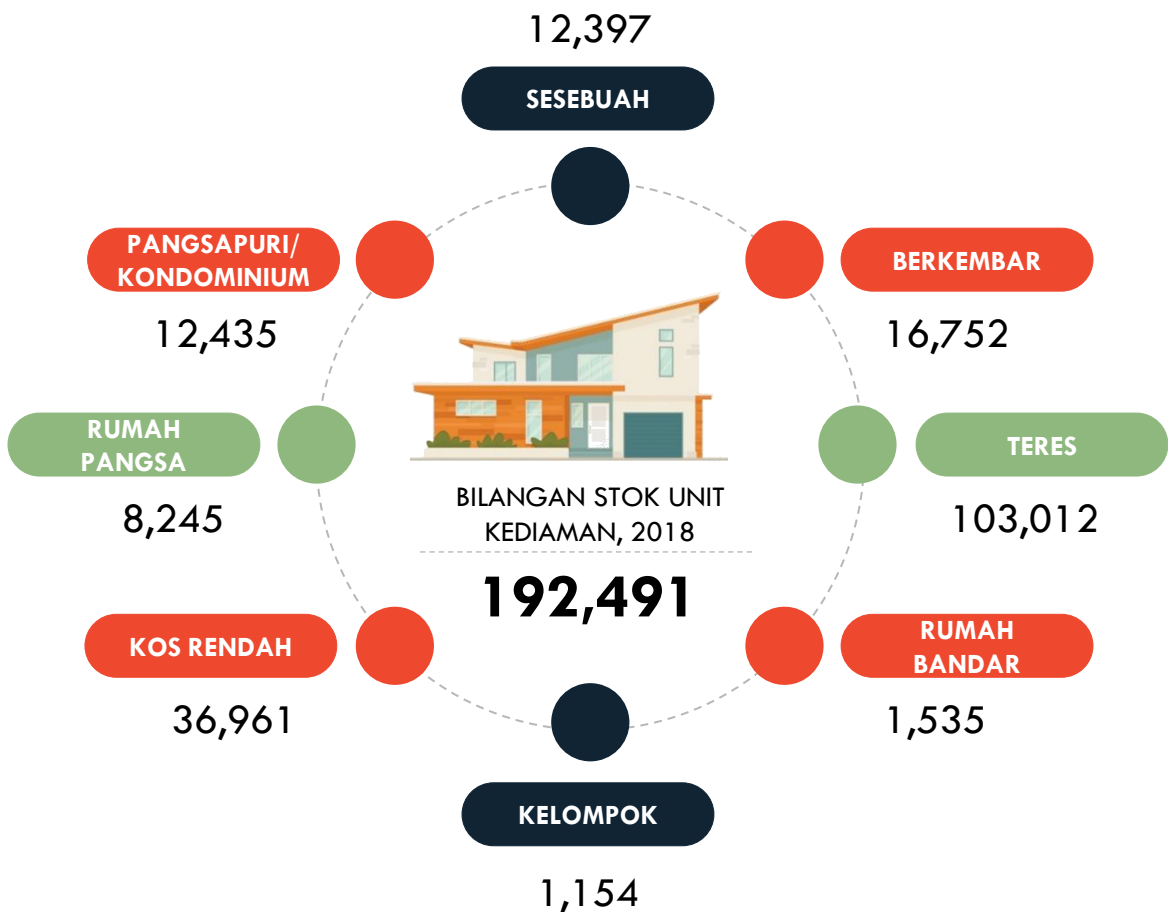 12,397
SESEBUAH
PANGSAPURI/
KONDOMINIUM
12,435
BERKEMBAR
16,752
RUMAH
PANGSA
8,245
TERES
103,012
BILANGAN STOK UNIT
KEDIAMAN, 2018
192,491
KOS RENDAH
36,961
RUMAH
BANDAR
1,535
KELOMPOK
1,154